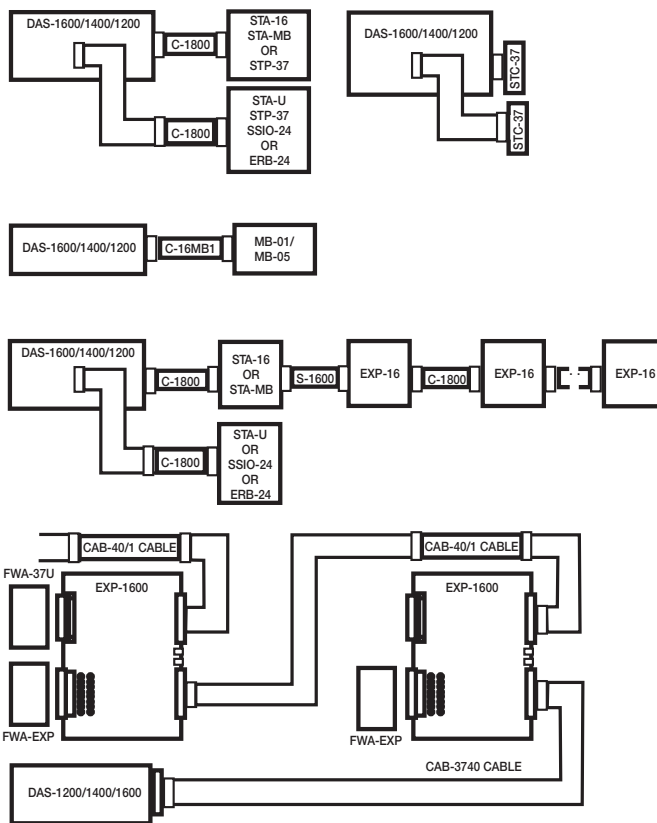 DAS-1600/1400/1200
C-1800
STA-16
STA-MB
OR
STP-37
C-1800
STA-U
STP-37
SSIO-24
OR
ERB-24
DAS-1600/1400/1200
STC-37
STC-37
DAS-1600/1400/1200
C-16MB1
MB-01/
MB-05
DAS-1600/1400/1200
C-1800
STA-16
OR
STA-MB
S-1600
EXP-16
C-1800
EXP-16
EXP-16
C-1800
STA-U
OR
SSIO-24
OR
ERB-24
CAB-40/1 CABLE
CAB-40/1 CABLE
FWA-37U
EXP-1600
EXP-1600
FWA-EXP
FWA-EXP
CAB-3740 CABLE
DAS-1200/1400/1600